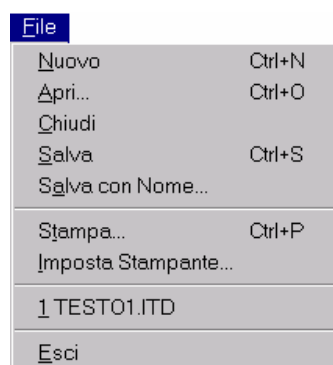 File
Nuovo Ctrl+N
Apri... Ctrl+O
Chiudi
Salva Ctrl+S
Salva con Nome...
Stampa... Ctrl+P
Imposta Stampante...
1 TESTO1.ITD
Esci